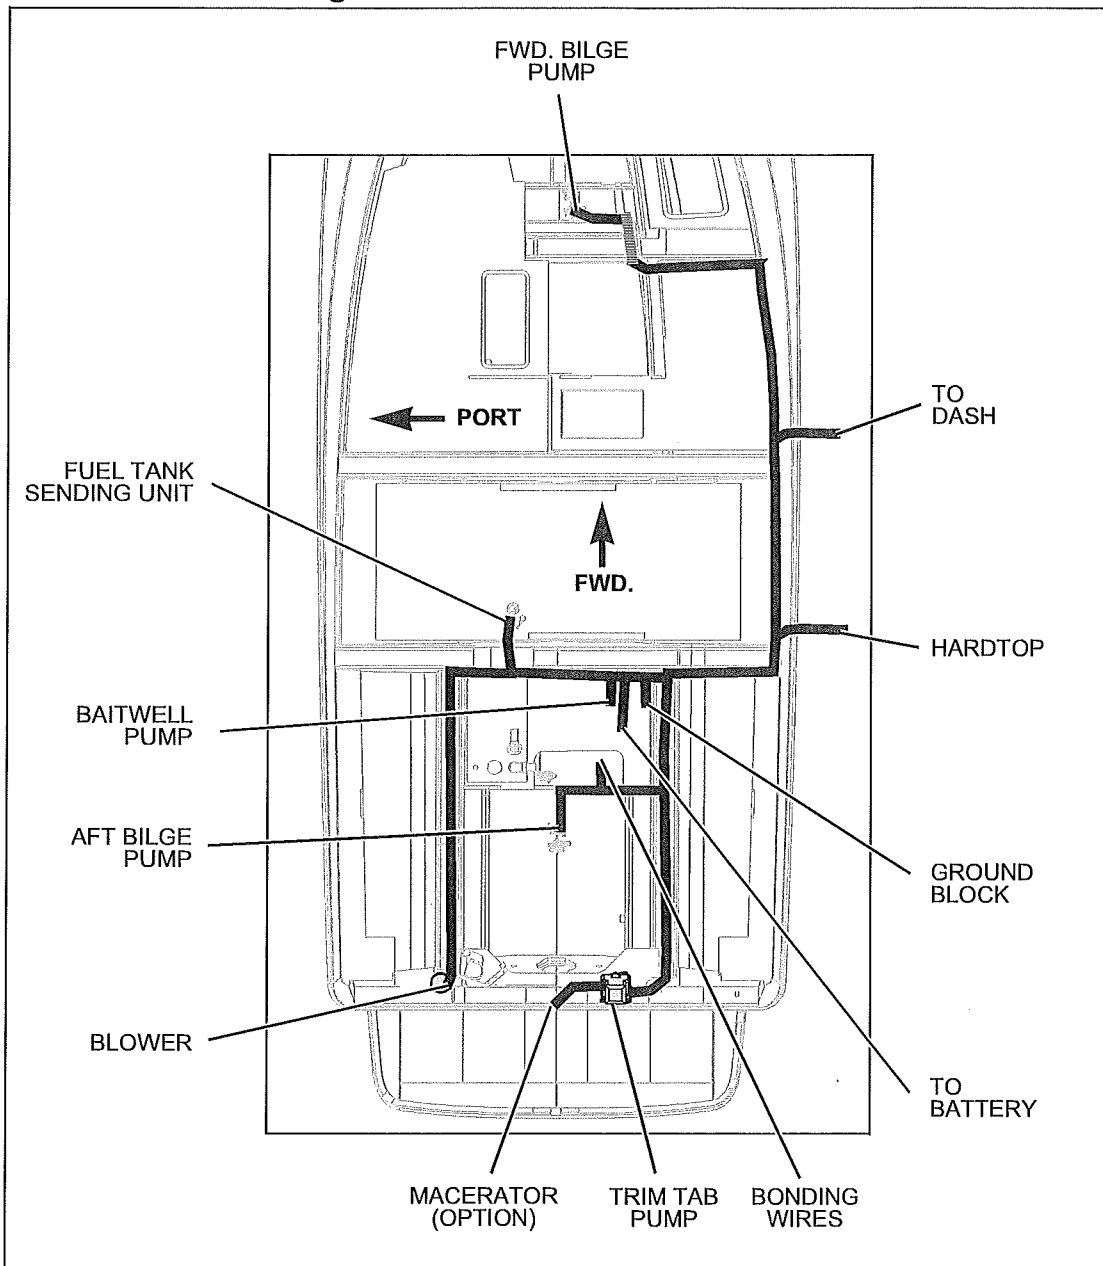 FWD. BILGE
PUMP
TO
DASH
PORT
FUEL TANK
SENDING UNIT
FWD.
HARDTOP
BAITWELL
PUMP
AFT BILGE
PUMP
GROUND
BLOCK
BLOWER
TO
BATTERY
MACERATOR
(OPTION)
TRIM TAB
PUMP
BONDING
WIRES